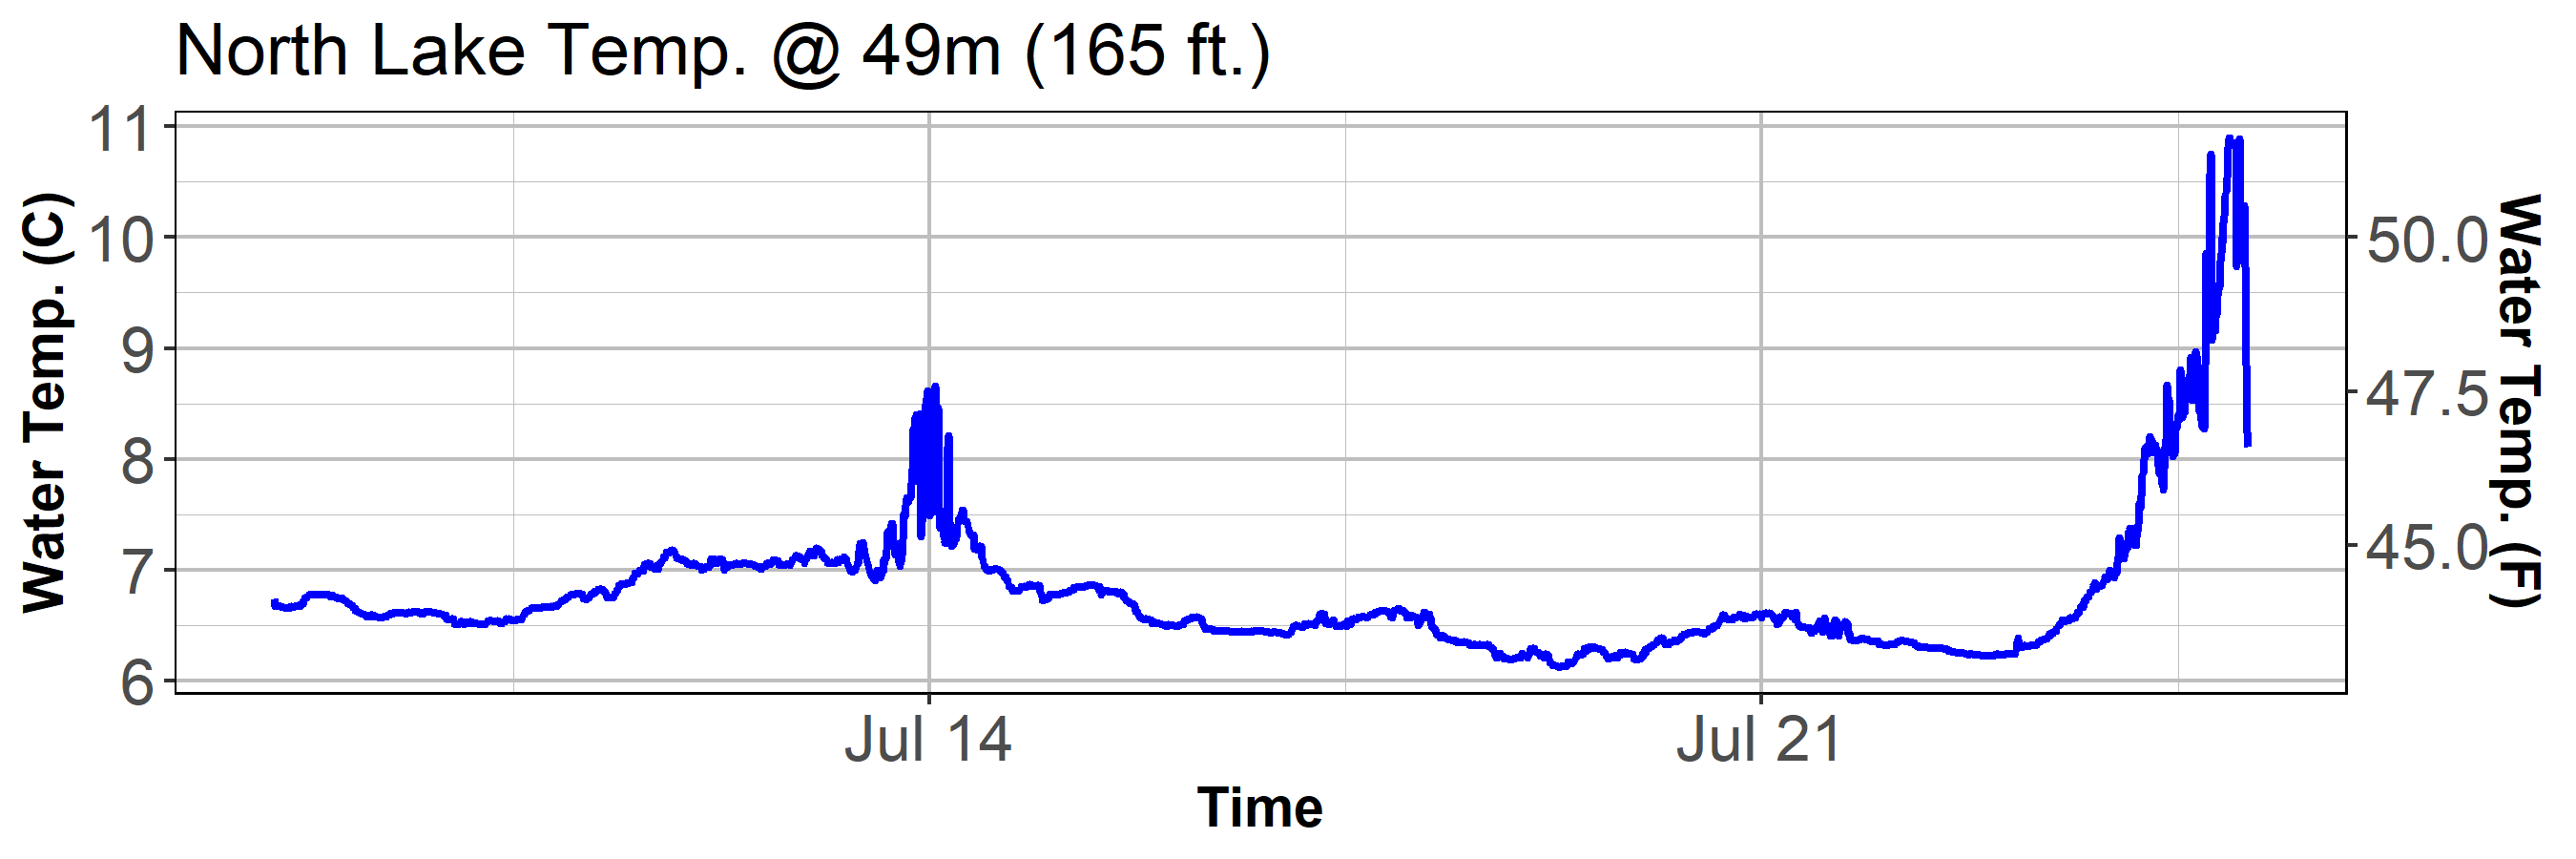 North Lake Temp. @ 49m (165 ft.)
Water Temp. (C)
11
10
9
8
7
6
50.0
47.5
45.0
Water Temp. (F)
Jul 14
Jul 21
Time